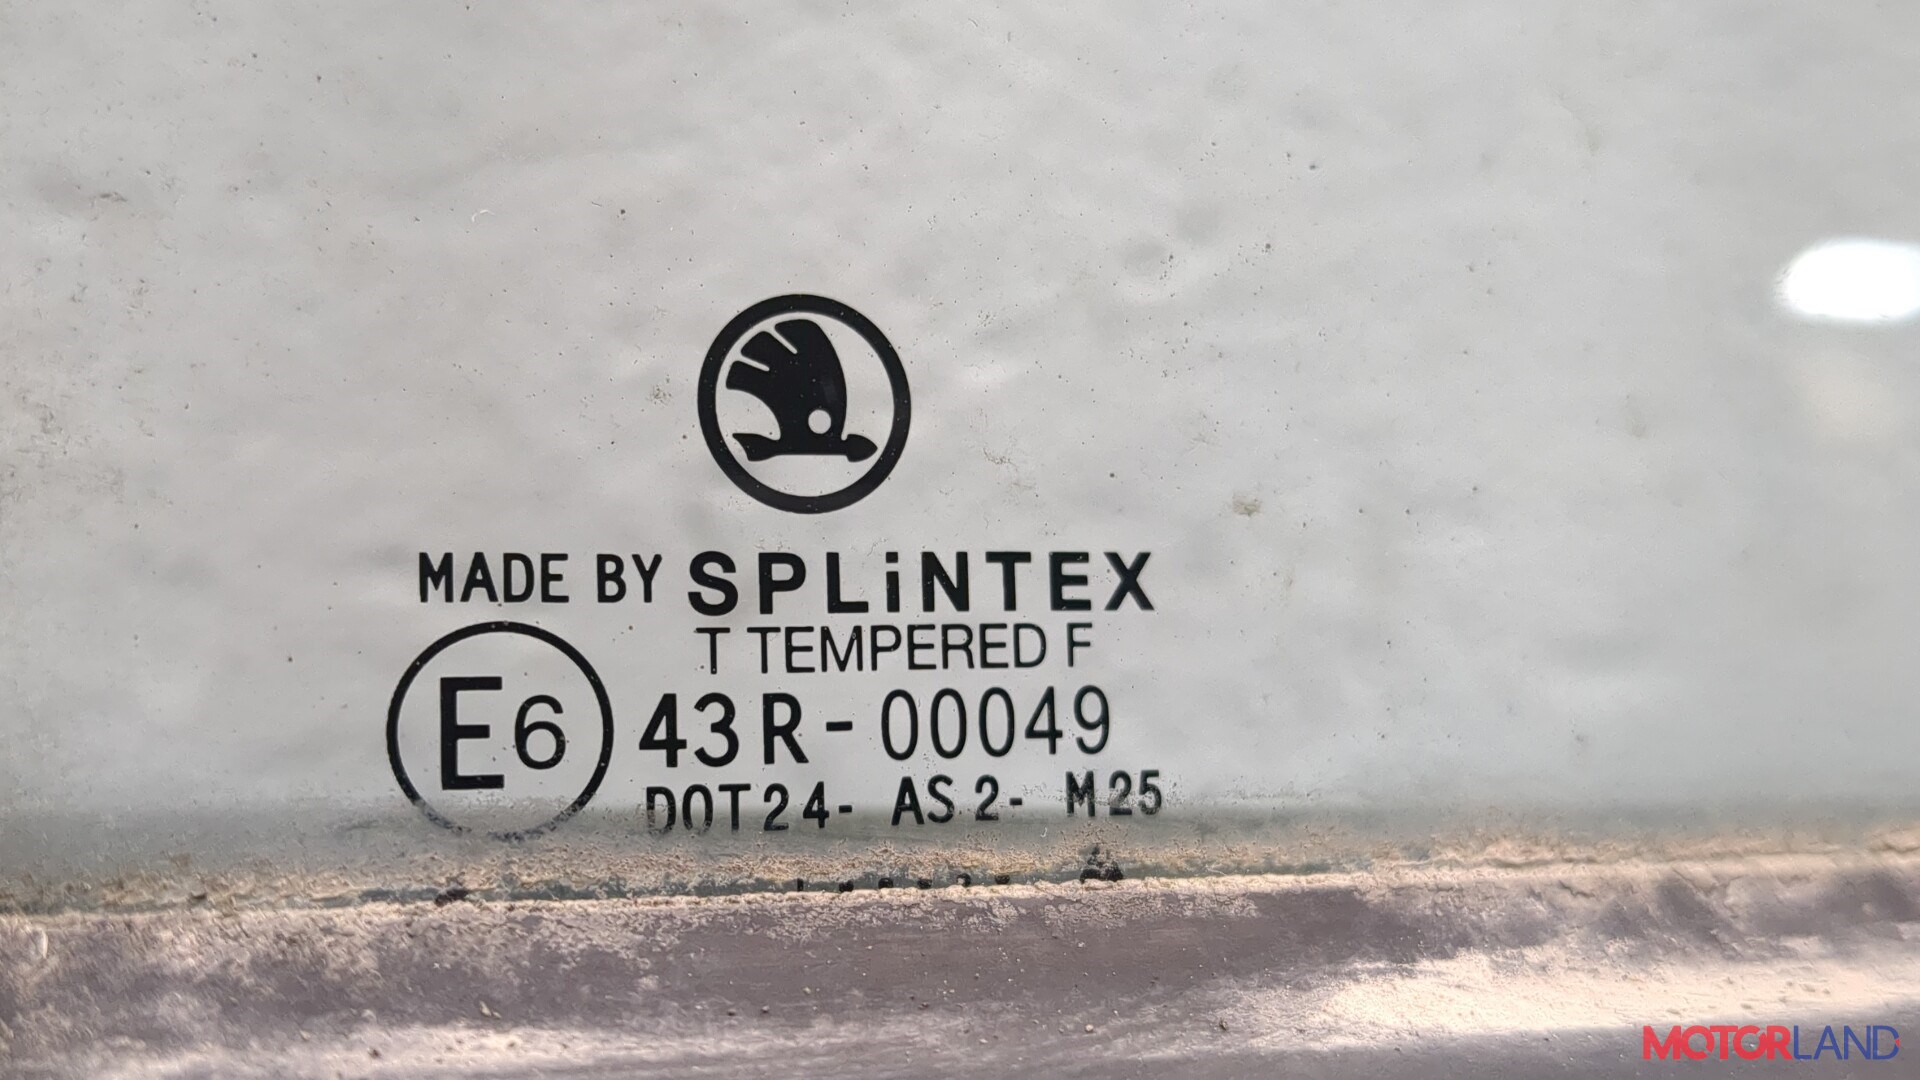 MADE BY SPLiNTEX
T TEMPERED F
E6 43R-00049
DOT24- AS2- M25
MOTORLAND